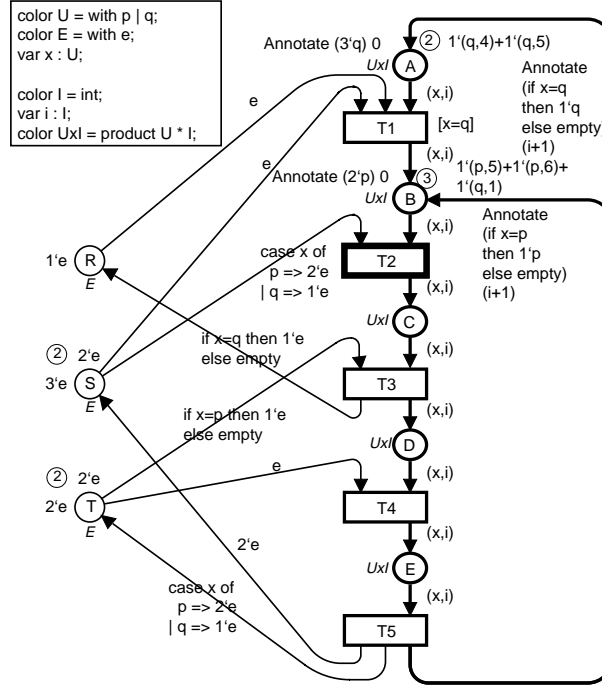 color U = with p | q;
color E = with e;
var x : U;
color I = int;
var i : I;
color UxI = product U * I;
Annotate (3'q) 0
2
1'(q,4)+1'(q,5)
UxI
A
(x,i)
Annotate
(if x=q
then 1'q
else empty)
(i+1)
e
T1
[x=q]
(x,i)
e
Annotate (2'p) 0
3
1'(p,5)+1'(p,6)+
1'(q,1)
UxI
B
(x,i)
Annotate
(if x=p
then 1'p
else empty)
(i+1)
case x of
p => 2'e
| q => 1'e
T2
(x,i)
1'e
R
E
UxI
C
(x,i)
if x=q then 1'e
else empty
2
2'e
3'e
S
E
T3
(x,i)
if x=p then 1'e
else empty
UxI
D
(x,i)
2
2'e
2'e
T
E
e
T4
(x,i)
2'e
UxI
E
(x,i)
case x of
p => 2'e
| q => 1'e
T5